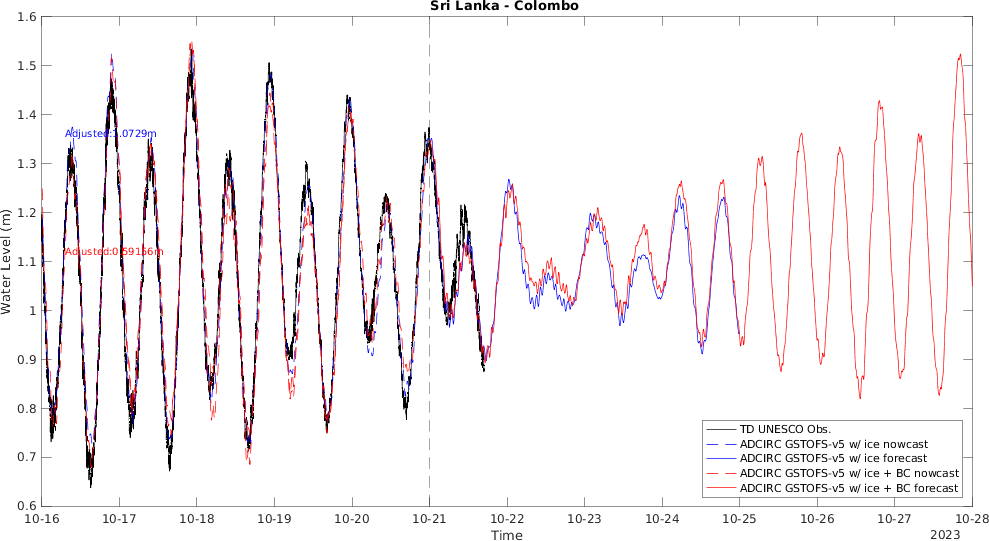 Sri Lanka - Colombo
1.6
1.5
1.4
1.3
1.2
1.1
1
0.9
0.8
0.7
0.6
Water Level (m)
Adjusted:1.0729m
Adjusted:0.59156m
TD UNESCO Obs.
ADCIRC GSTOFS-v5 w/ ice nowcast
ADCIRC GSTOFS-v5 w/ ice forecast
ADCIRC GSTOFS-v5 w/ ice + BC nowcast
ADCIRC GSTOFS-v5 w/ ice + BC forecast
10-16 10-17 10-18 10-19 10-20 10-21 10-22 10-23 10-24 10-25 10-26 10-27 10-28
Time
2023